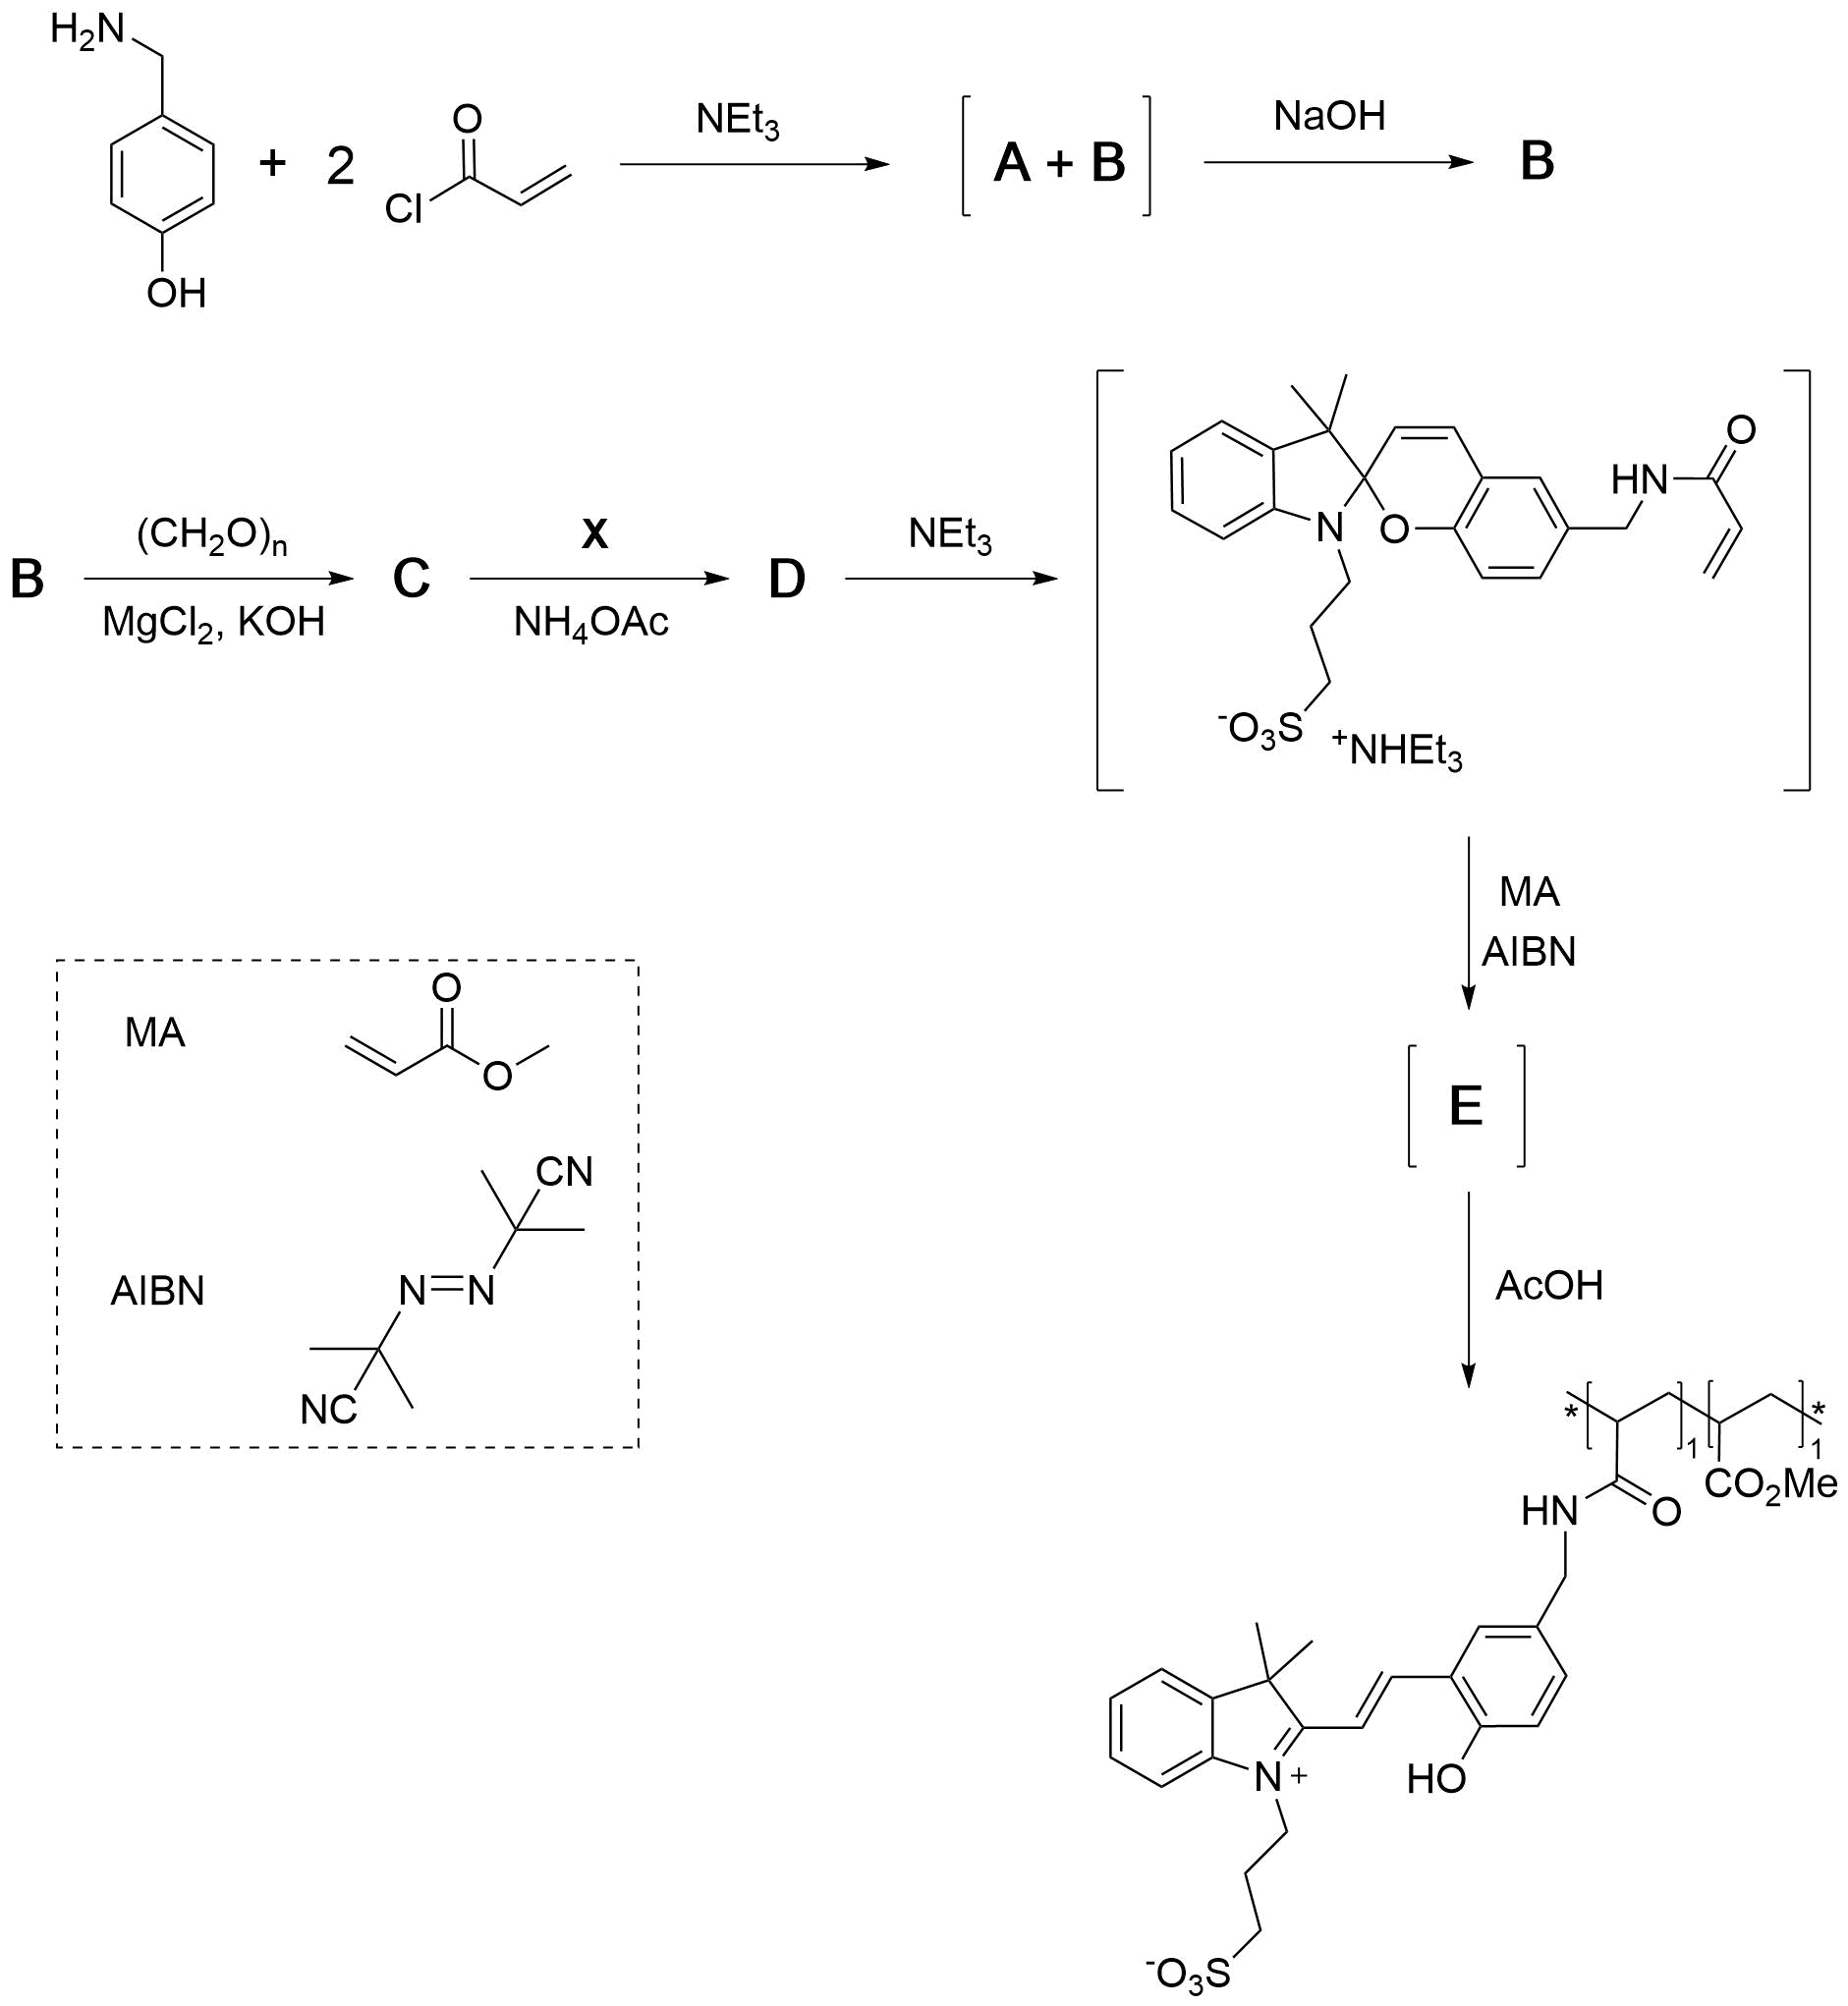 H2N
OH
+ 2
O
Cl
NEt3
A + B
NaOH
B
B
(CH2O)n
MgCl2, KOH
C
X
NH4OAc
D
NEt3
N
O
HN
O
-O3S
+NHEt3
MA
AIBN
E
AcOH
MA
O
O
AIBN
CN
N=N
NC
* 1 1 *
HN
O
CO2Me
HO
N+
-O3S